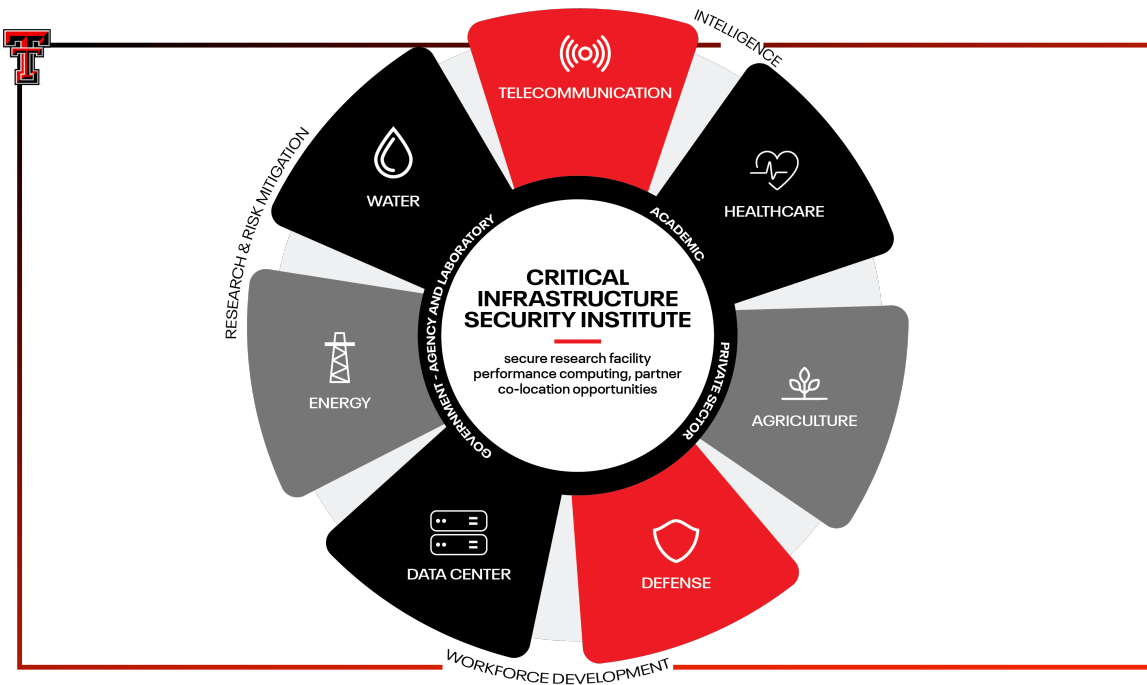 INTELLIGENCE
TELECOMMUNICATION
HEALTHCARE
AGRICULTURE
DEFENSE
DATA CENTER
ENERGY
WATER
RESEARCH & RISK MITIGATION
WORKFORCE DEVELOPMENT
ACADEMIC
PRIVATE SECTOR
GOVERNMENT - AGENCY AND LABORATORY
CRITICAL
INFRASTRUCTURE
SECURITY INSTITUTE
secure research facility
performance computing, partner
co-location opportunities